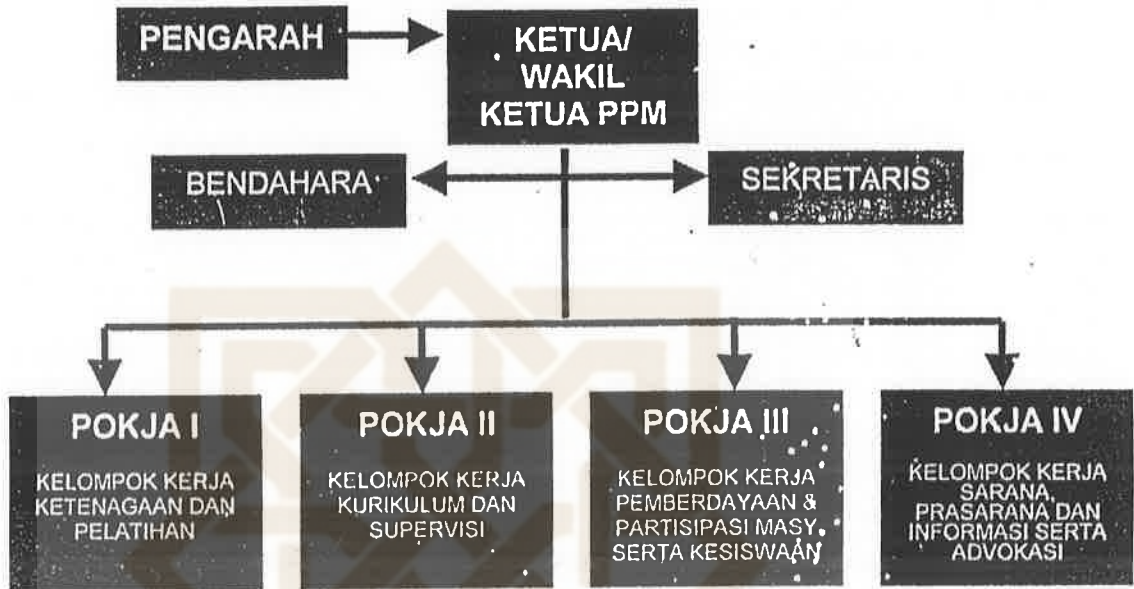 PENGARAH
KETUA/
WAKIL
KETUA PPM
BENDAHARA
SEKRETARIS
POKJA I
KELOMPOK KERJA
KETENAGAAN DAN
PELATIHAN
POKJA II
KELOMPOK KERJA
KURIKULUM DAN
SUPERVISI
POKJA III
KELOMPOK KERJA
PEMBERDAYAAN &
PARTISIPASI MASY.
SERTA KESISWAAN
POKJA IV
KELOMPOK KERJA
SARANA,
PRASARANA DAN
INFORMASI SERTA
ADVOKASI